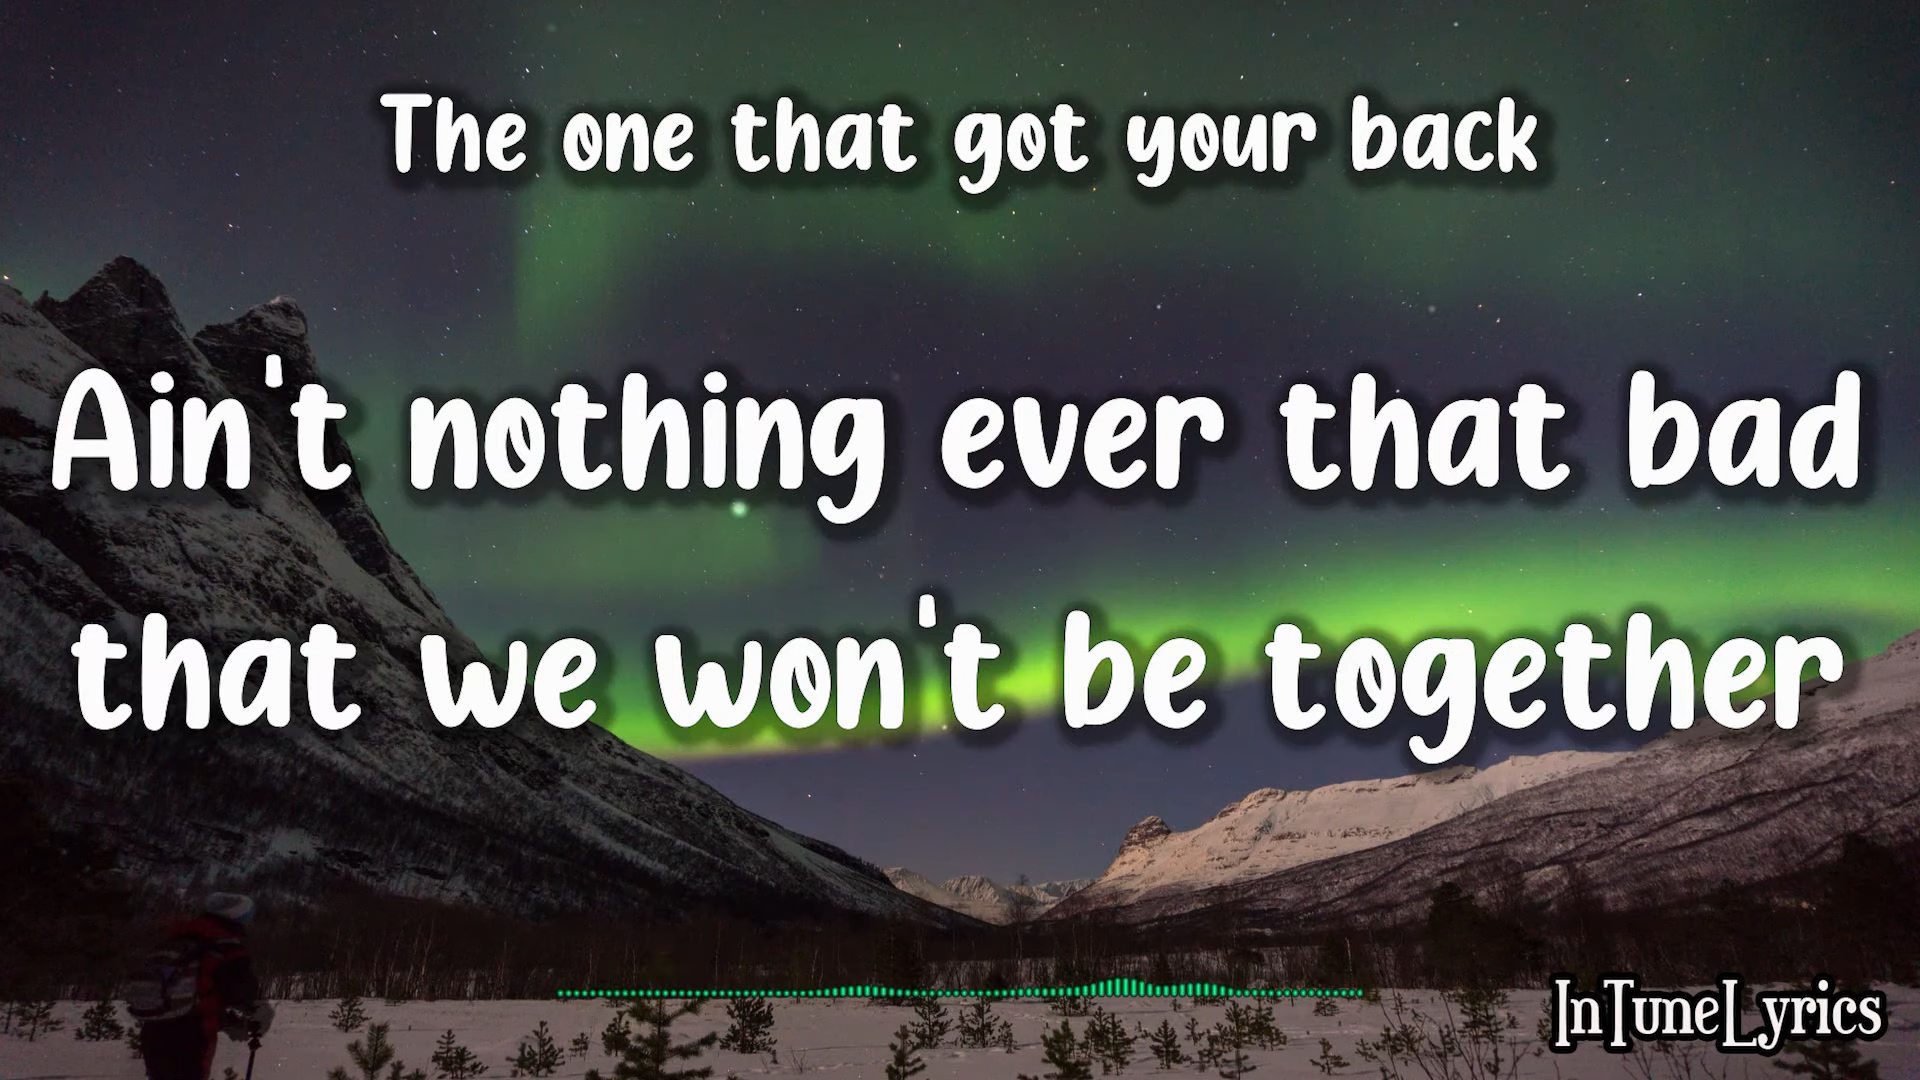 The one that got your back
Ain't nothing ever that bad
that we won't be together
InTuneLyrics